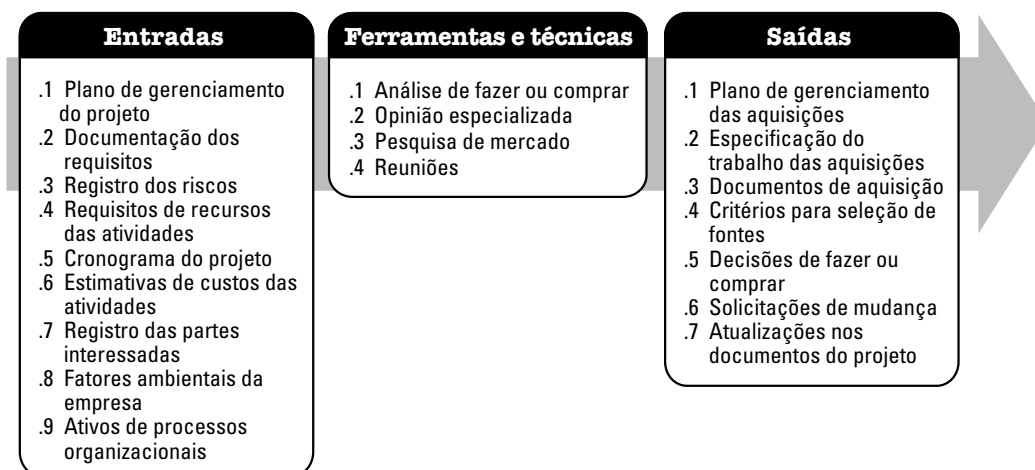 Entradas
.1 Plano de gerenciamento
do projeto
.2 Documentação dos
requisitos
.3 Registro dos riscos
.4 Requisitos de recursos
das atividades
.5 Cronograma do projeto
.6 Estimativas de custos das
atividades
.7 Registro das partes
interessadas
.8 Fatores ambientais da
empresa
.9 Ativos de processos
organizacionais
Ferramentas e técnicas
.1 Análise de fazer ou comprar
.2 Opinião especializada
.3 Pesquisa de mercado
.4 Reuniões
Saídas
.1 Plano de gerenciamento
das aquisições
.2 Especificação do
trabalho das aquisições
.3 Documentos de aquisição
.4 Critérios para seleção de
fontes
.5 Decisões de fazer ou
comprar
.6 Solicitações de mudança
.7 Atualizações nos
documentos do projeto